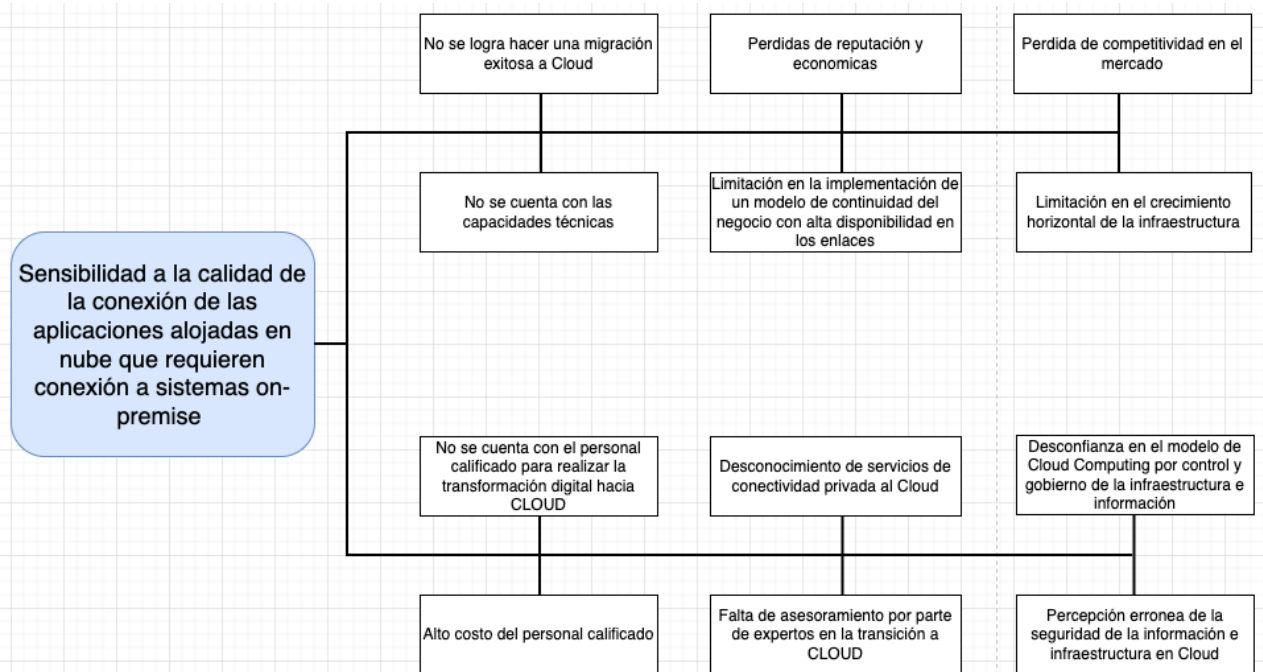 No se logra hacer una migración
exitosa a Cloud
Perdidas de reputación y
economicas
Perdida de competitividad en el
mercado
No se cuenta con las
capacidades técnicas
Limitación en la implementación de
un modelo de continuidad del
negocio con alta disponibilidad en
los enlaces
Limitación en el crecimiento
horizontal de la infraestructura
Sensibilidad a la calidad de
la conexión de las
aplicaciones alojadas en
nube que requieren
conexión a sistemas on-
premise
No se cuenta con el personal
calificado para realizar la
transformación digital hacia
CLOUD
Desconocimiento de servicios de
conectividad privada al Cloud
Desconfianza en el modelo de
Cloud Computing por control y
gobierno de la infraestructura e
información
Alto costo del personal calificado
Falta de asesoramiento por parte
de expertos en la transición a
CLOUD
Percepción erronea de la
seguridad de la información e
infraestructura en Cloud